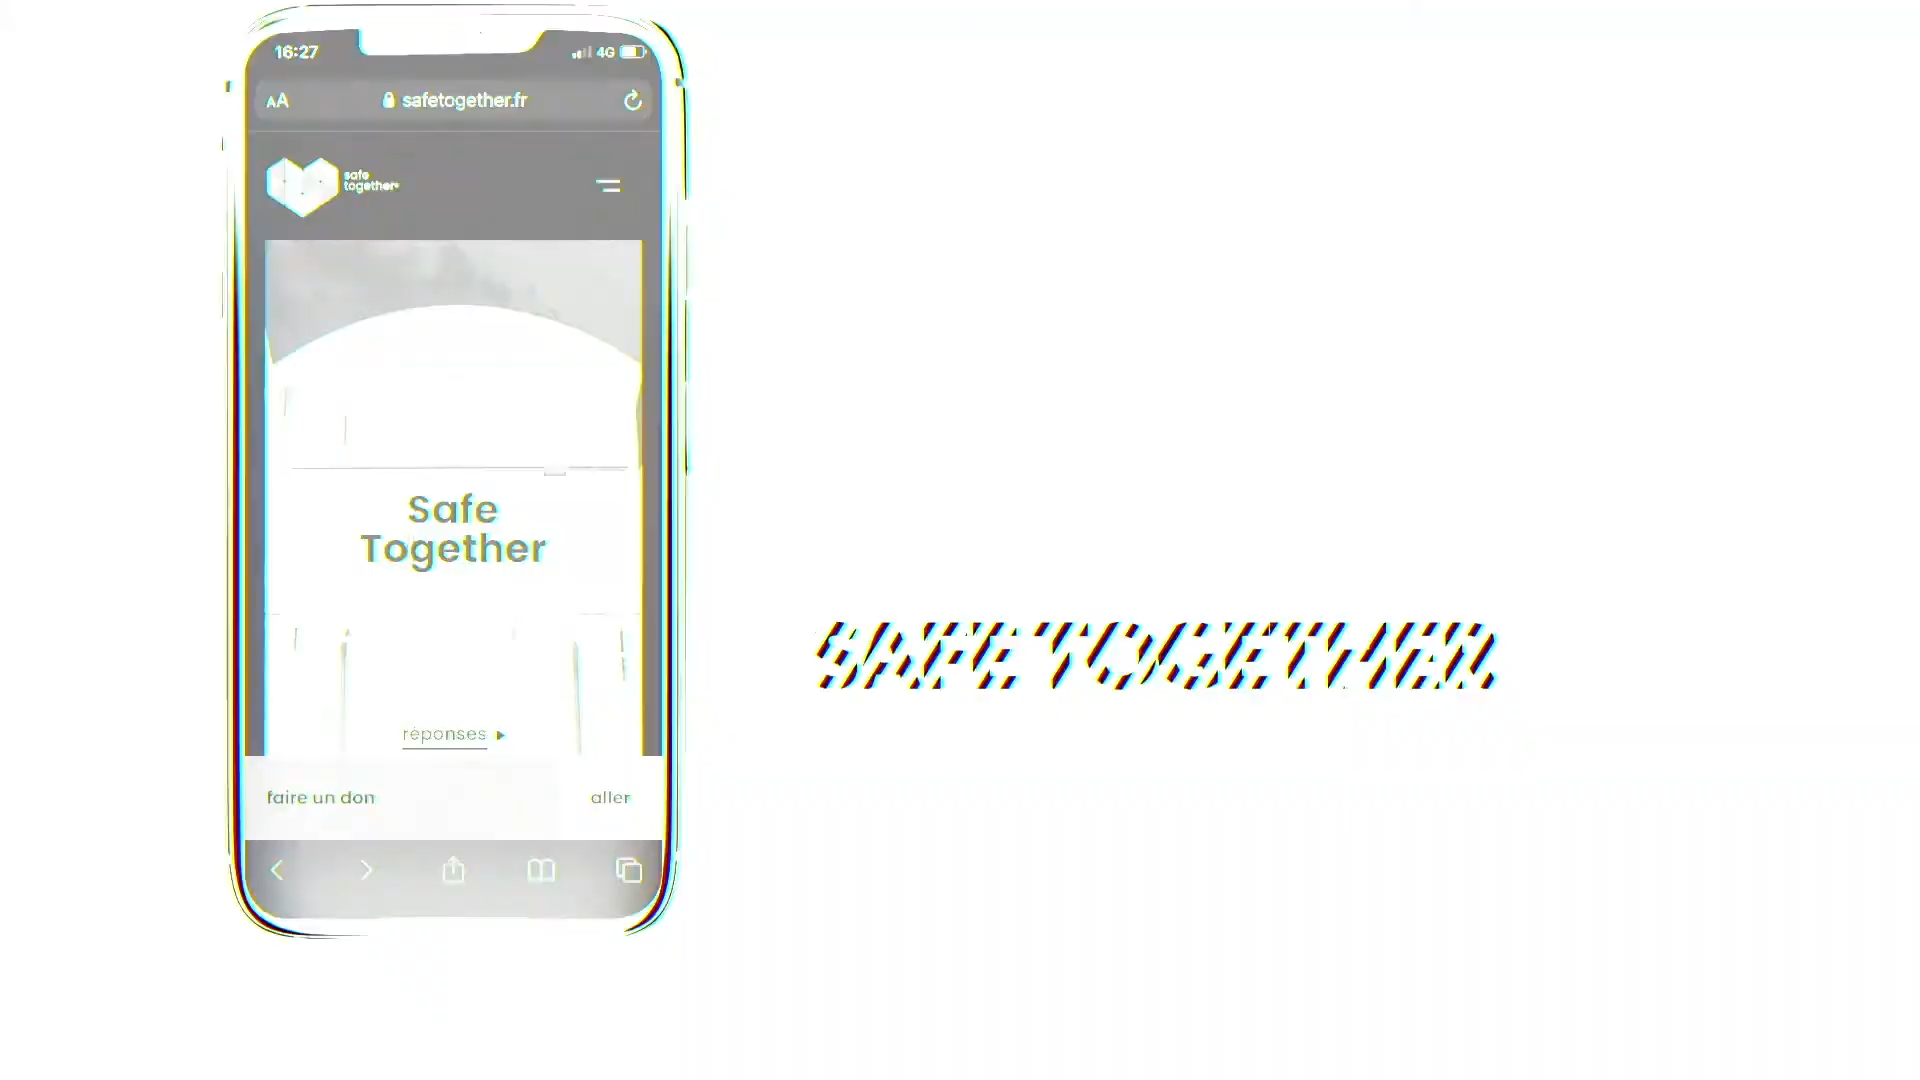 16:27
4G
AA
safetogether.fr
safe
together®
Safe
Together
SAFE TOGETHER
réponses
faire un don
aller